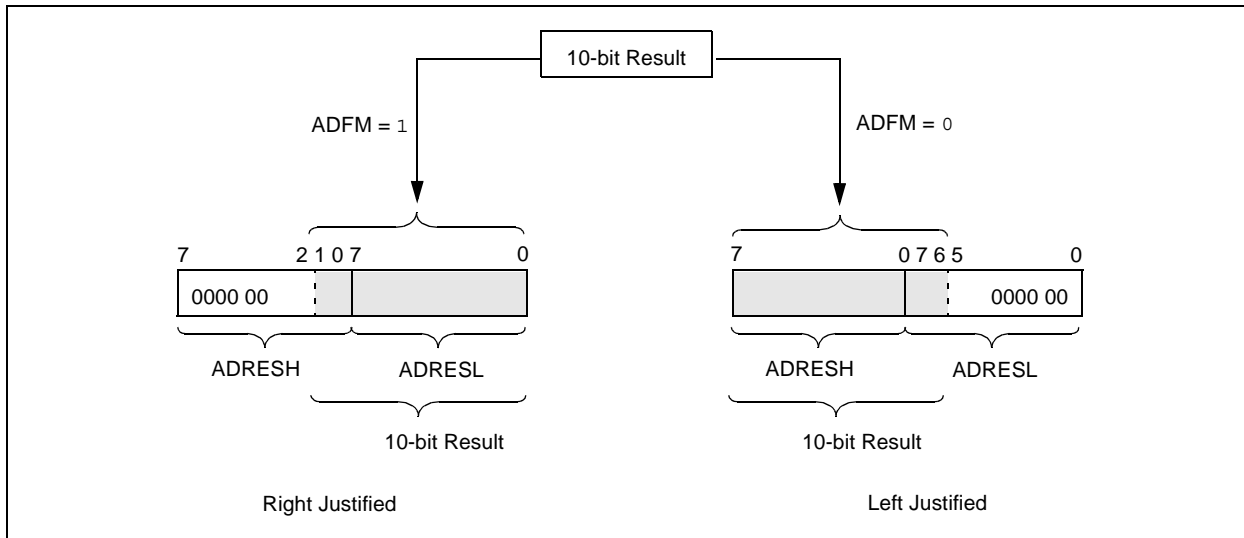 10-bit Result
ADFM = 1
ADFM = 0
7 2 1 0 7 0
7 0 7 6 5 0
0000 00
0000 00
ADRESH ADRESL
ADRESH ADRESL
10-bit Result
10-bit Result
Right Justified
Left Justified